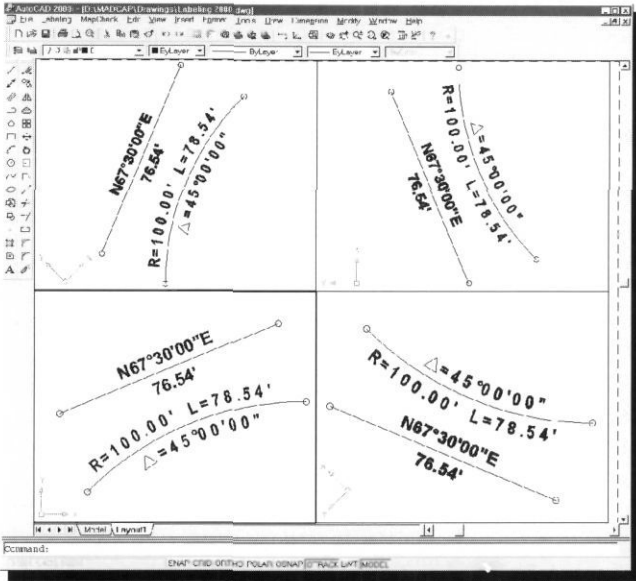 AutoCAD 2000 - [D:\MADCAP\Drawings\Labeling 2000.dwg]
File Labeling MapCheck Edit View Insert Format Tools Draw Dimension Modify Window Help
ByLayer ByLayer ByLayer
N67°30'00"E
76.54'
R=100.00' L=78.54'
△=45°00'00"
N67°30'00"E
76.54'
R=100.00' L=78.54'
△=45°00'00"
N67°30'00"E
76.54'
R=100.00' L=78.54'
△=45°00'00"
△=45°00'00"
R=100.00' L=78.54'
N67°30'00"E
76.54'
Model Layout1
Command:
SNAP GRID ORTHO POLAR OSNAP OTRACK LWT MODEL